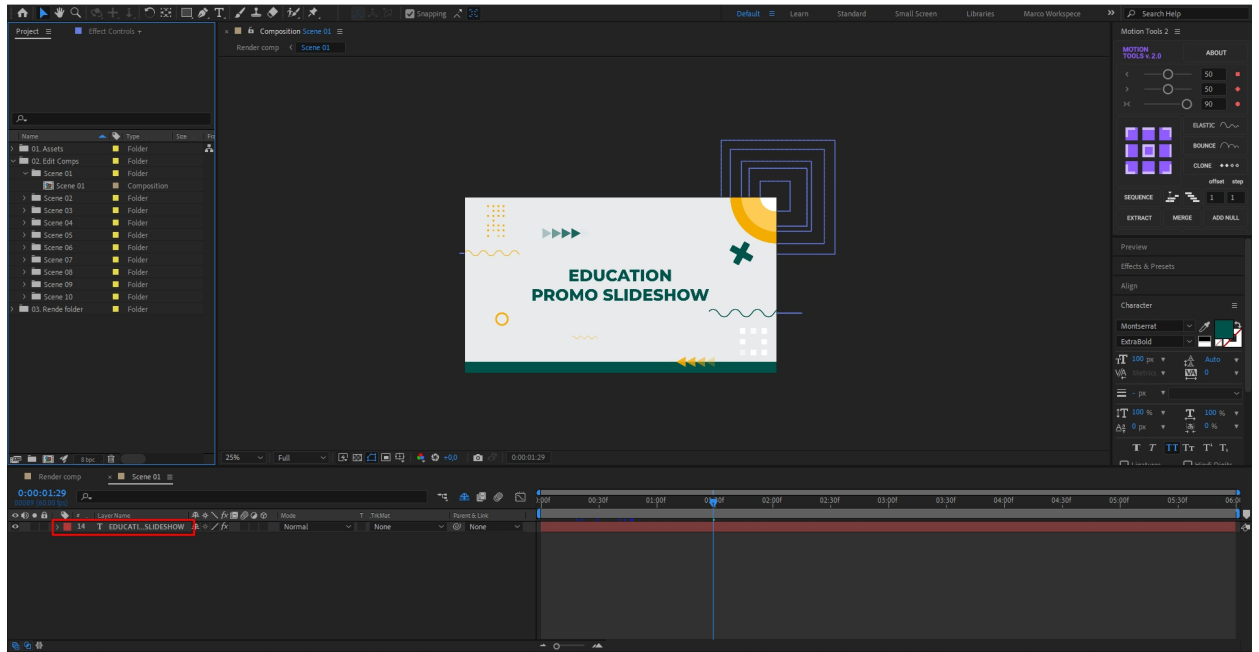 Snapping
Default
Learn
Standard
Small Screen
Libraries
Marco Workspece
Search Help
Project
Effect Controls
Composition Scene 01
Render comp
Scene 01
Name
Type
Size
01. Assets
Folder
02. Edit Comps
Folder
Scene 01
Folder
Scene 01
Composition
Scene 02
Folder
Scene 03
Folder
Scene 04
Folder
Scene 05
Folder
Scene 06
Folder
Scene 07
Folder
Scene 08
Folder
Scene 09
Folder
Scene 10
Folder
03. Rende folder
Folder
8 bpc
EDUCATION
PROMO SLIDESHOW
25%
Full
+0,0
0:00:01:29
Motion Tools 2
MOTION
TOOLS v. 2.0
ABOUT
50
50
90
ELASTIC
BOUNCE
CLONE
offset step
SEQUENCE
1
1
EXTRACT
MERGE
ADD NULL
Preview
Effects & Presets
Align
Character
Montserrat
ExtraBold
100 px
Auto
Metrics
0
- px
100 %
100 %
0 px
0 %
Render comp
Scene 01
0:00:01:29
LayerName
Mode
T .TrkMat
Parent & Link
14
T EDUCATI...SLIDESHOW
Normal
None
None
00:30f
01:00f
02:00f
02:30f
03:00f
03:30f
04:00f
04:30f
05:00f
05:30f